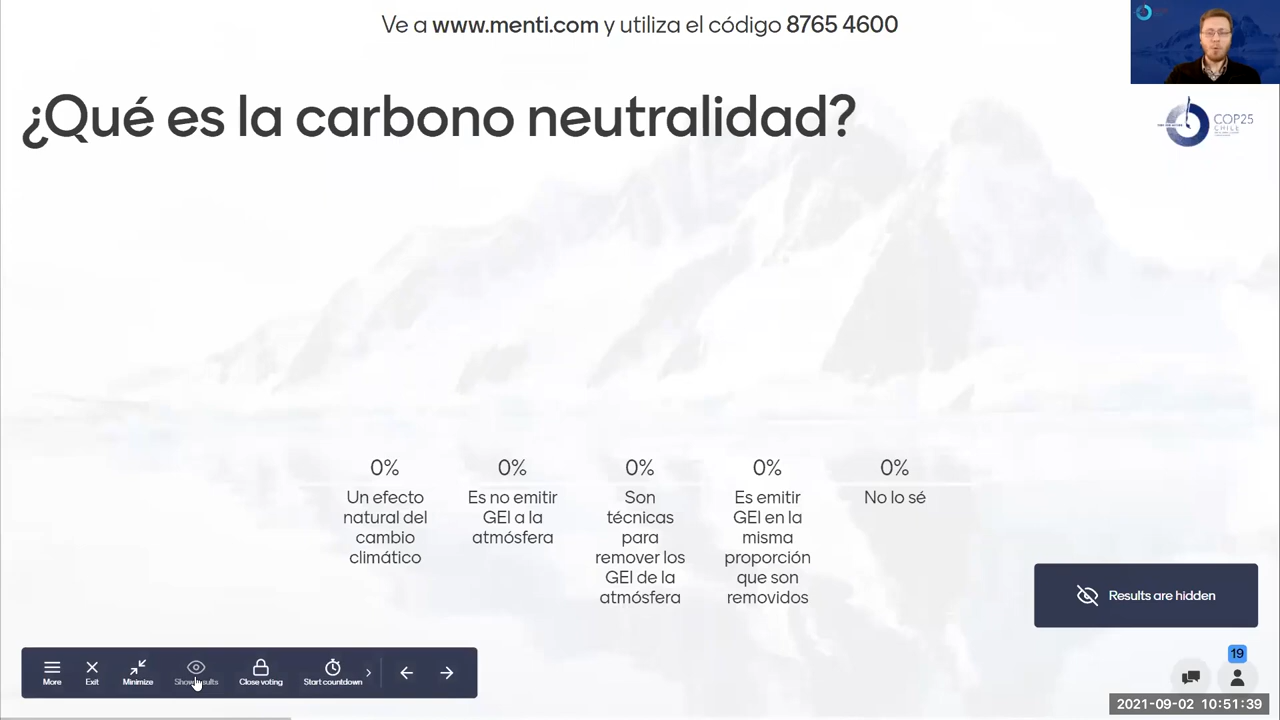 Ve a www.menti.com y utiliza el código 8765 4600
¿Qué es la carbono neutralidad?
COP25
CHILE
0%
Un efecto
natural del
cambio
climático
0%
Es no emitir
GEI a la
atmósfera
0%
Son
técnicas
para
remover los
GEI de la
atmósfera
0%
Es emitir
GEI en la
misma
proporción
que son
removidos
0%
No lo sé
Results are hidden
More
Exit
Minimize
Close voting
Start countdown
19
2021-09-02 10:51:39